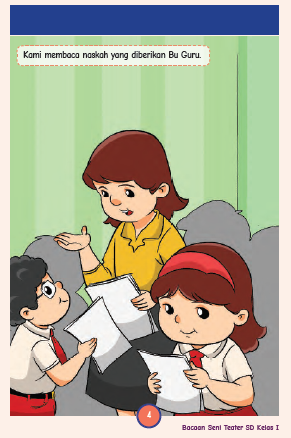 Kami membaca naskah yang diberikan Bu Guru.
4
Bacaan Seni Teater SD Kelas I